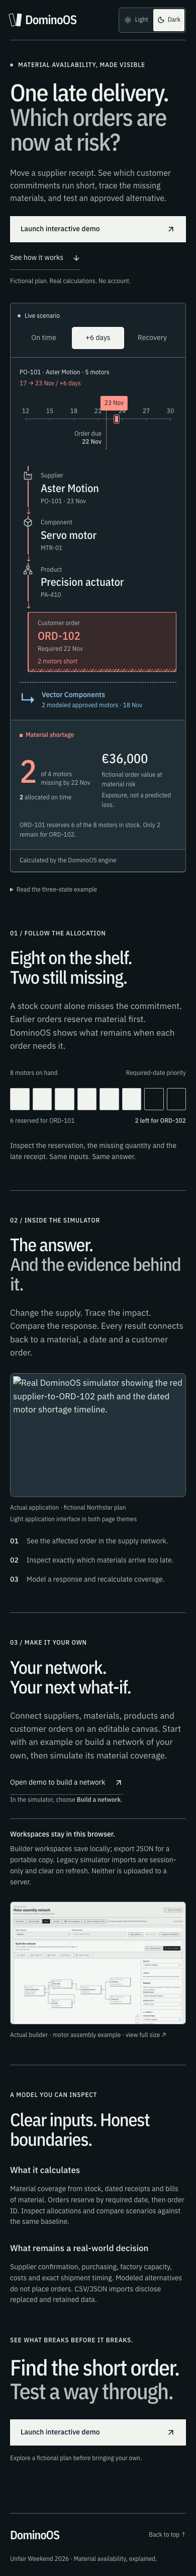 DominoOS
Light
Dark
MATERIAL AVAILABILITY, MADE VISIBLE
One late delivery.
Which orders are
now at risk?
Move a supplier receipt. See which customer
commitments run short, trace the missing
materials, and test an approved alternative.
Launch interactive demo
See how it works ↓
Fictional plan. Real calculations. No account.
Live scenario
On time
+6 days
Recovery
PO-101 · Aster Motion · 5 motors
17 → 23 Nov / +6 days
23 Nov
12 15 18 21 24 27 30
Order due
22 Nov
Supplier
Aster Motion
PO-101 · 23 Nov
Component
Servo motor
MTR-01
Product
Precision actuator
PA-410
Customer order
ORD-102
Required 22 Nov
2 motors short
Vector Components
2 modeled approved motors · 18 Nov
Material shortage
2
of 4 motors
missing by 22 Nov
2 allocated on time
€36,000
fictional order value at
material risk
Exposure, not a predicted
loss.
ORD-101 reserves 6 of the 8 motors in stock. Only 2
remain for ORD-102.
Calculated by the DominoOS engine
Read the three-state example
01 / FOLLOW THE ALLOCATION
Eight on the shelf.
Two still missing.
A stock count alone misses the commitment.
Earlier orders reserve material first.
DominoOS shows what remains when each
order needs it.
8 motors on hand
Required-date priority
6 reserved for ORD-101
2 left for ORD-102
Inspect the reservation, the missing quantity and the
late receipt. Same inputs. Same answer.
02 / INSIDE THE SIMULATOR
The answer.
And the evidence behind
it.
Change the supply. Trace the impact.
Compare the response. Every result connects
back to a material, a date and a customer
order.
Real DominoOS simulator showing the red
supplier-to-ORD-102 path and the dated
motor shortage timeline.
Actual application · fictional Northstar plan
Light application interface in both page themes
01 See the affected order in the supply network.
02 Inspect exactly which materials arrive too late.
03 Model a response and recalculate coverage.
03 / MAKE IT YOUR OWN
Your network.
Your next what-if.
Connect suppliers, materials, products and
customer orders on an editable canvas. Start
with an example or build a network of your
own, then simulate its material coverage.
Open demo to build a network
In the simulator, choose Build a network.
Workspaces stay in this browser.
Builder workspaces save locally; export JSON for a
portable copy. Legacy simulator imports are session-
only and clear on refresh. Neither is uploaded to a
server.
Actual builder · motor assembly example · view full size ↗
A MODEL YOU CAN INSPECT
Clear inputs. Honest
boundaries.
What it calculates
Material coverage from stock, dated receipts and bills
of material. Orders reserve by required date, then order
ID. Inspect allocations and compare scenarios against
the same baseline.
What remains a real-world decision
Supplier confirmation, purchasing, factory capacity,
costs and exact shipment timing. Modeled alternatives
do not place orders. CSV/JSON imports disclose
replaced and retained data.
SEE WHAT BREAKS BEFORE IT BREAKS.
Find the short order.
Test a way through.
Launch interactive demo
Explore a fictional plan before bringing your own.
DominoOS
Back to top ↑
Unfair Weekend 2026 · Material availability, explained.